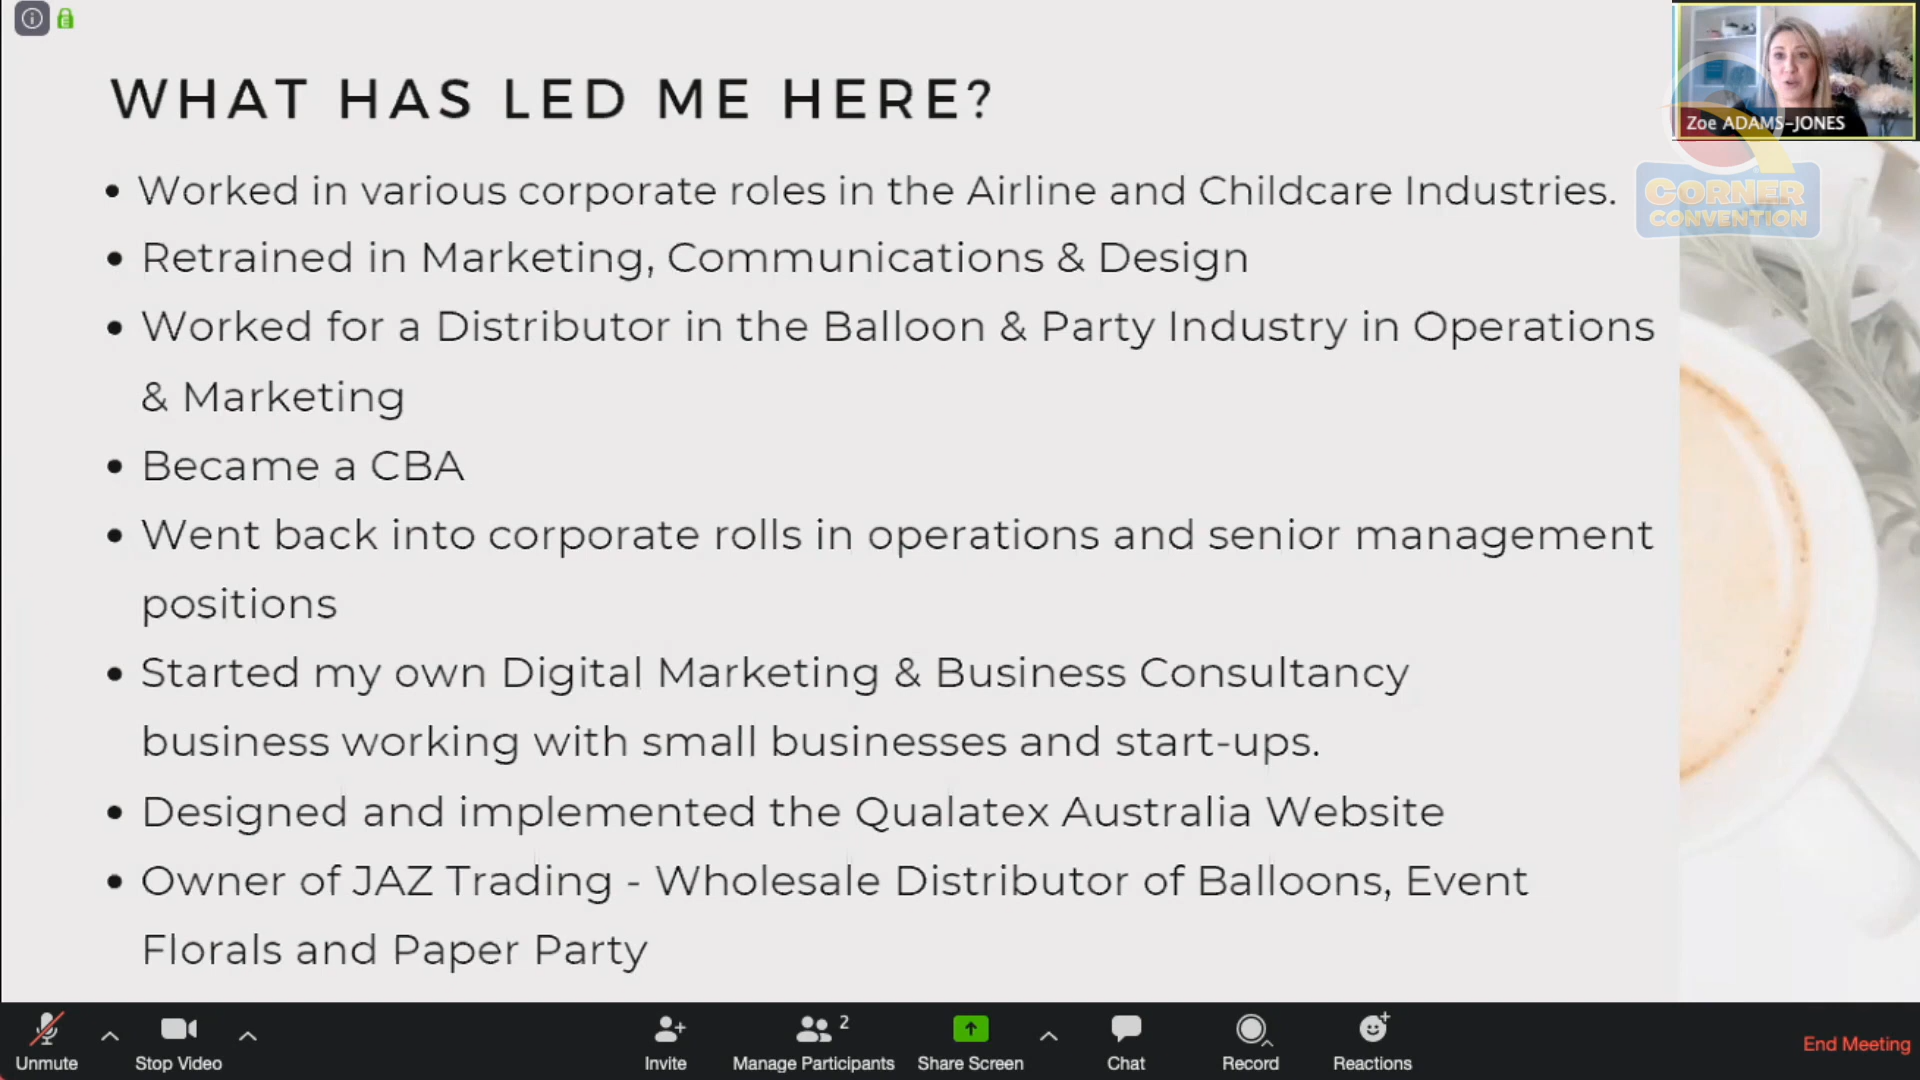 WHAT HAS LED ME HERE?
Zoe ADAMS-JONES
CORNER
CONVENTION
• Worked in various corporate roles in the Airline and Childcare Industries.
• Retrained in Marketing, Communications & Design
• Worked for a Distributor in the Balloon & Party Industry in Operations
& Marketing
• Became a CBA
• Went back into corporate rolls in operations and senior management
positions
• Started my own Digital Marketing & Business Consultancy
business working with small businesses and start-ups.
• Designed and implemented the Qualatex Australia Website
• Owner of JAZ Trading - Wholesale Distributor of Balloons, Event
Florals and Paper Party
Unmute
Stop Video
Invite
2
Manage Participants
Share Screen
Chat
Record
Reactions
End Meeting